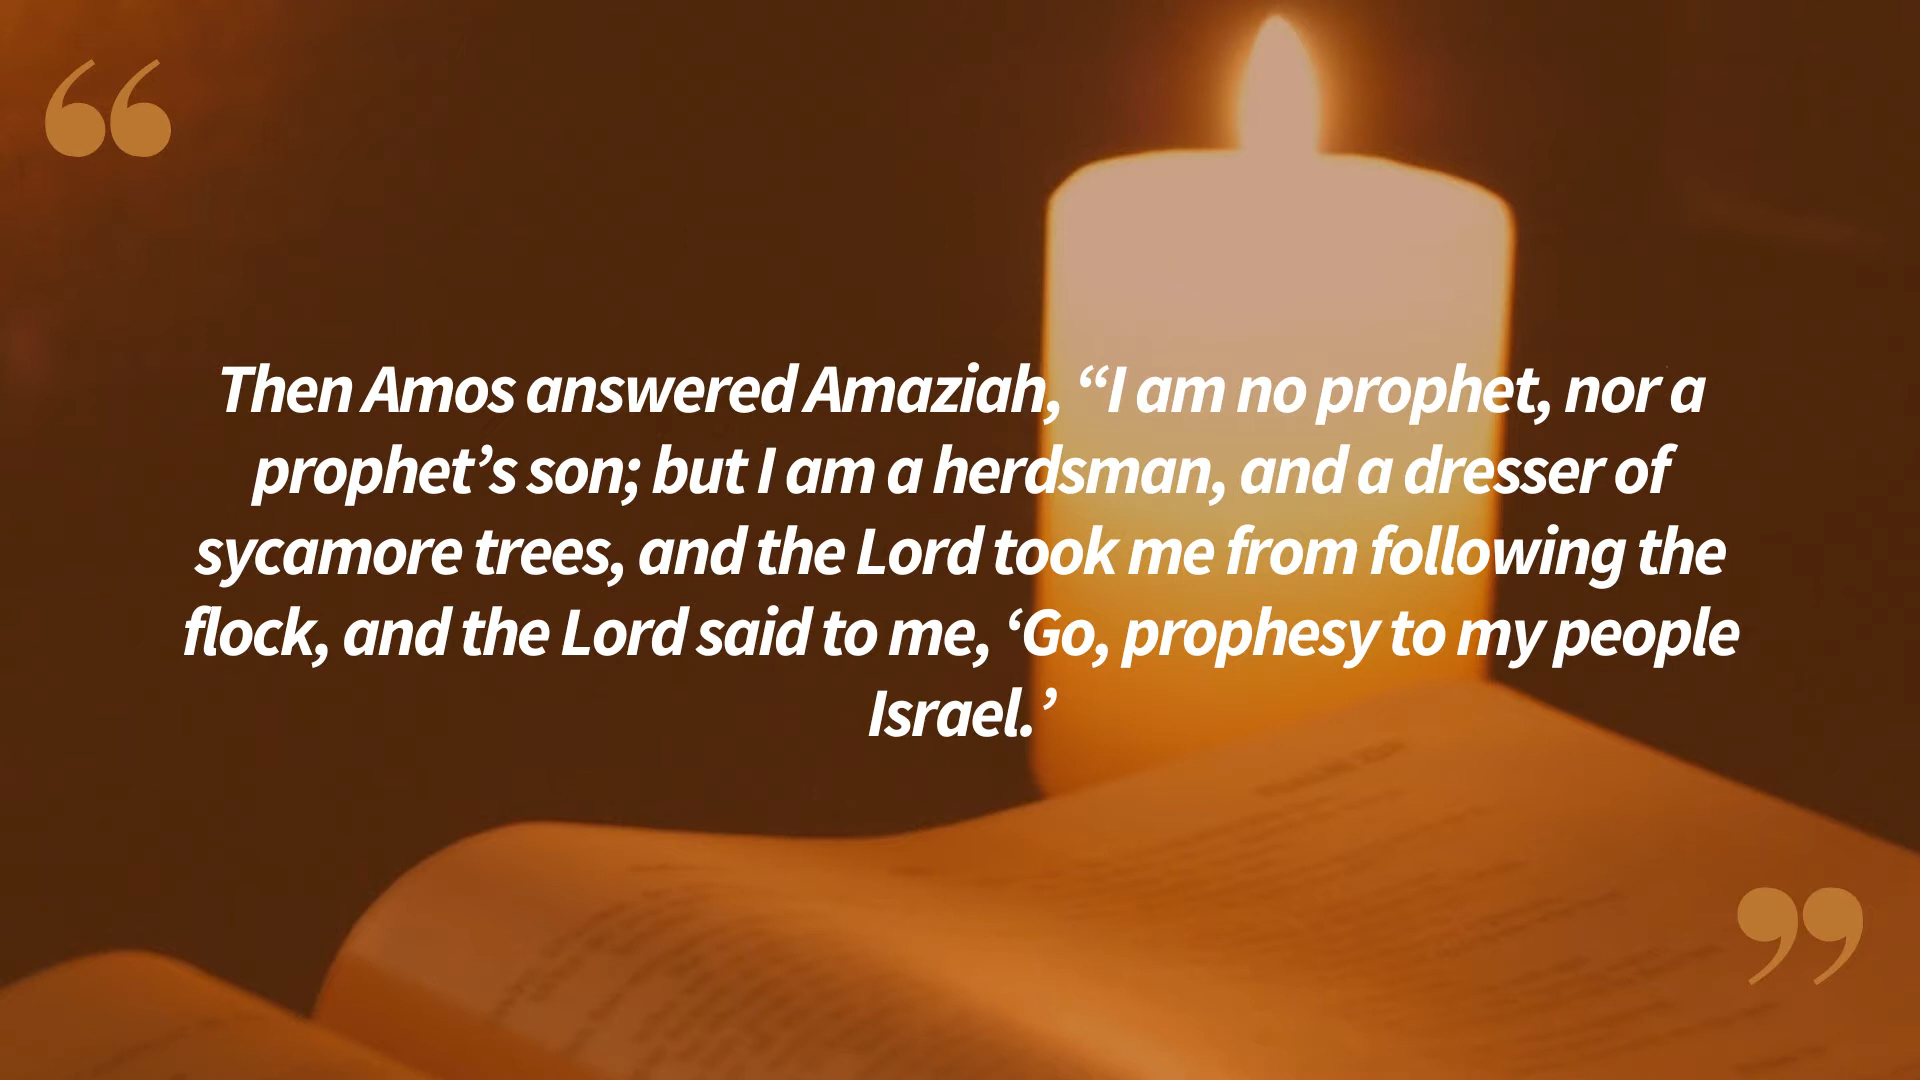 “
Then Amos answered Amaziah, “I am no prophet, nor a
prophet’s son; but I am a herdsman, and a dresser of
sycamore trees, and the Lord took me from following the
flock, and the Lord said to me, ‘Go, prophesy to my people
Israel.’
”